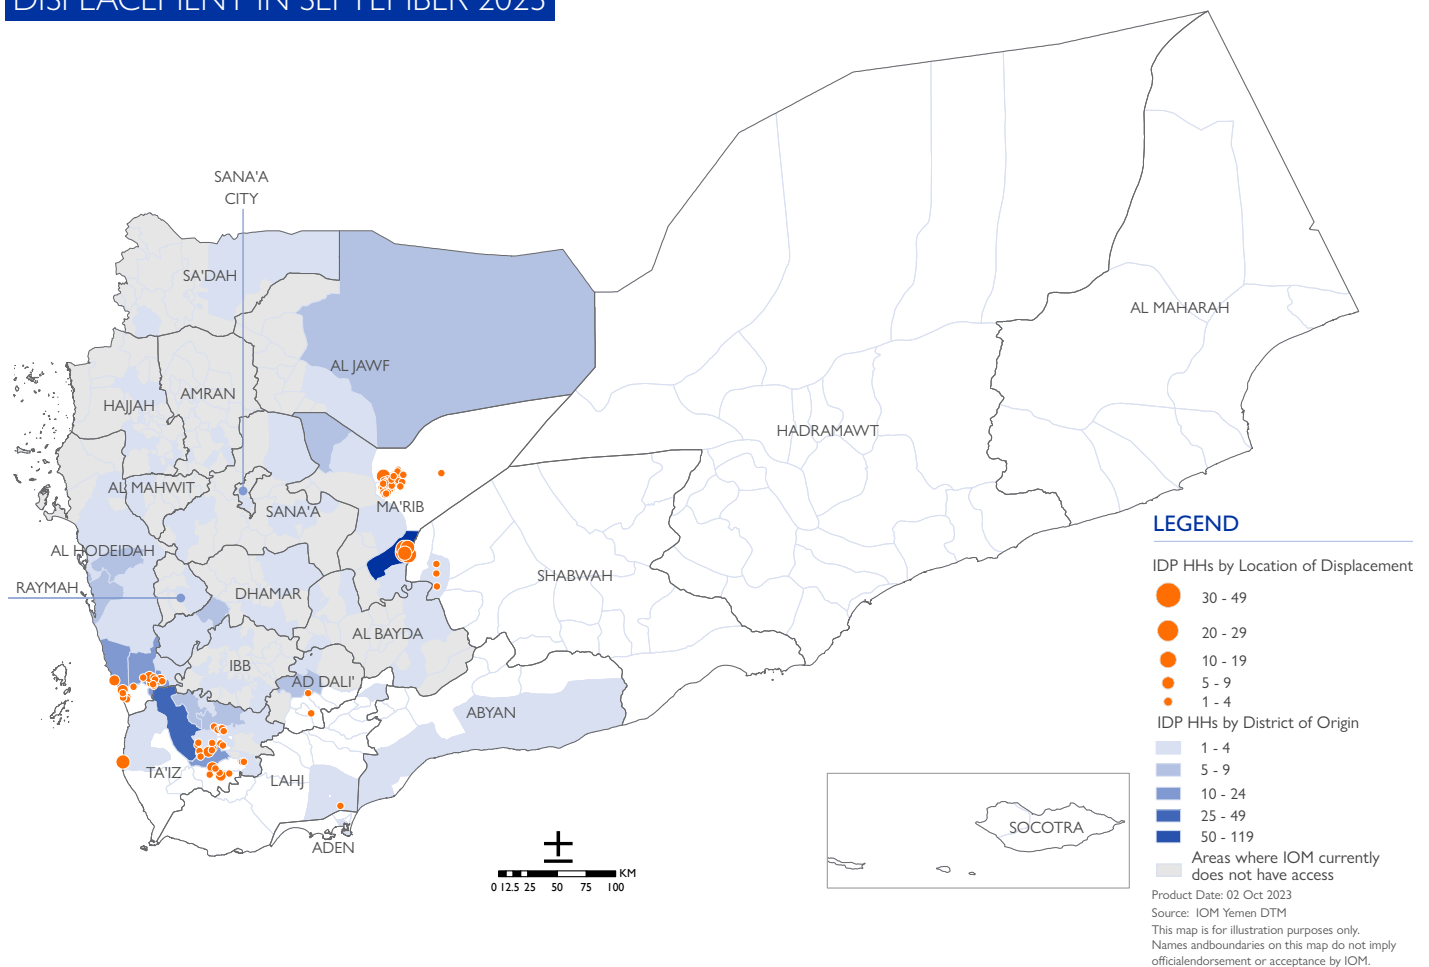 DISPLACEMENT IN SEPTEMBER 2023
SANA'A
CITY
SA'DAH
AL JAWF
HAJJAH
AMRAN
AL MAHWIT
SANA'A
MA'RIB
AL HODEIDAH
RAYMAH
DHAMAR
AL BAYDA
IBB
AD DALI'
TA'IZ
LAHJ
ADEN
ABYAN
SHABWAH
HADRAMAWT
AL MAHARAH
SOCOTRA
KM
0 12.5 25 50 75 100
LEGEND
IDP HHs by Location of Displacement
30 - 49
20 - 29
10 - 19
5 - 9
1 - 4
IDP HHs by District of Origin
1 - 4
5 - 9
10 - 24
25 - 49
50 - 119
Areas where IOM currently
does not have access
Product Date: 02 Oct 2023
Source: IOM Yemen DTM
This map is for illustration purposes only.
Names andboundaries on this map do not imply
officialendorsement or acceptance by IOM.